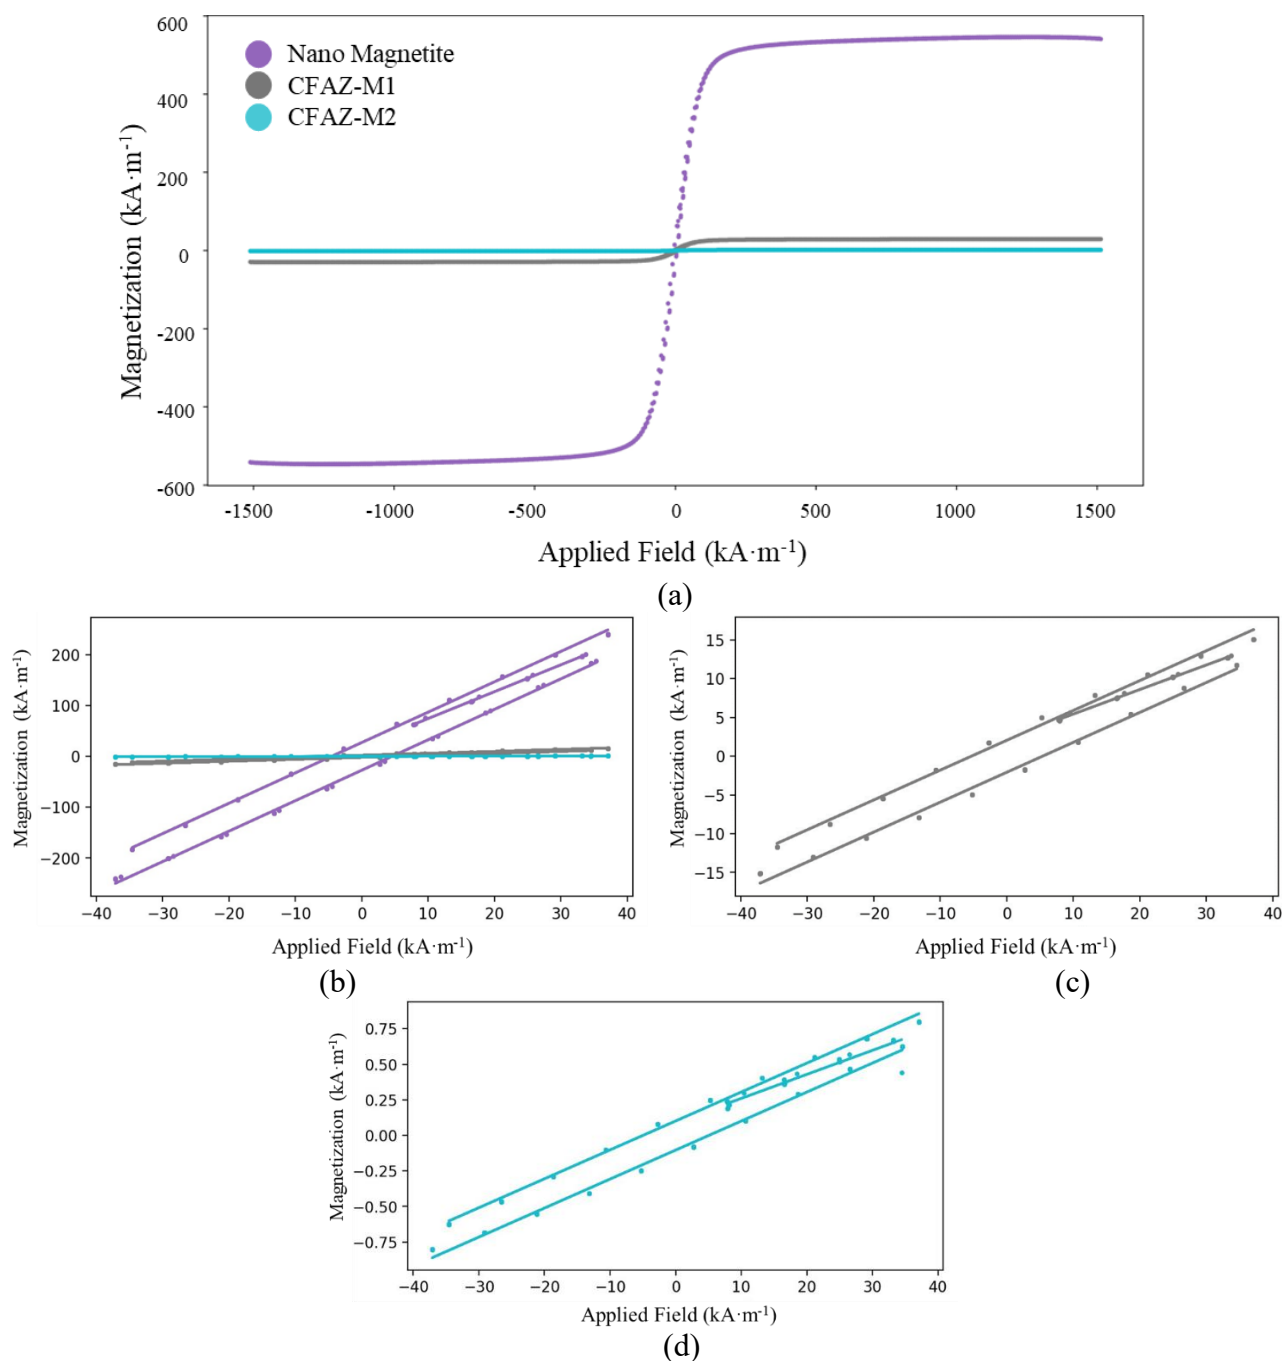 600
400
200
0
-200
-400
-600
Magnetization (kA·m⁻¹)
Nano Magnetite
CFAZ-M1
CFAZ-M2
-1500 -1000 -500 0 500 1000 1500
Applied Field (kA·m⁻¹)
(a)
200
100
0
−100
−200
Magnetization (kA·m⁻¹)
−40 −30 −20 −10 0 10 20 30 40
Applied Field (kA·m⁻¹)
(b)
15
10
5
0
−5
−10
−15
Magnetization (kA·m⁻¹)
−40 −30 −20 −10 0 10 20 30 40
Applied Field (kA·m⁻¹)
(c)
0.75
0.50
0.25
0.00
−0.25
−0.50
−0.75
Magnetization (kA·m⁻¹)
−40 −30 −20 −10 0 10 20 30 40
Applied Field (kA·m⁻¹)
(d)